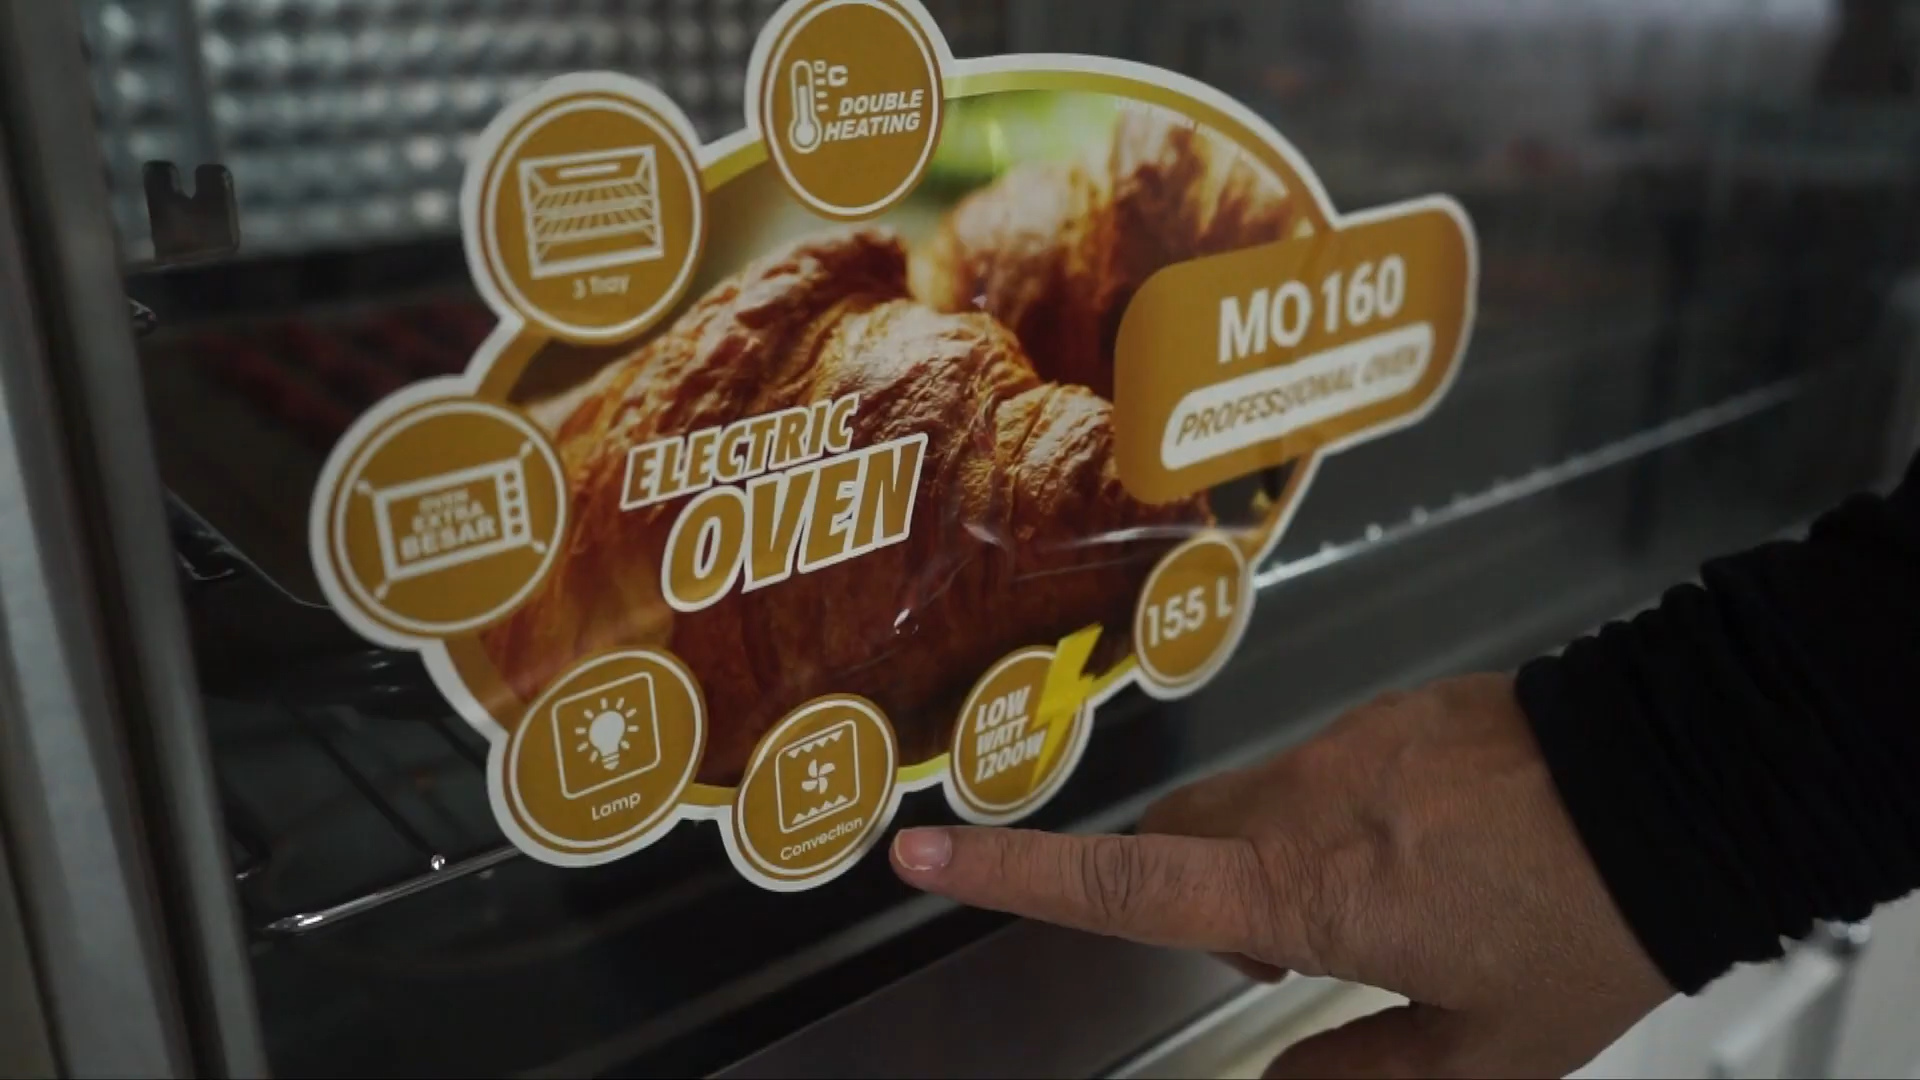 °C
DOUBLE
HEATING
3 Tray
MO 160
PROFESSIONAL OVEN
ELECTRIC
OVEN
OVEN
EXTRA
BESAR
155 L
LOW
WATT
1200W
Lamp
Convection